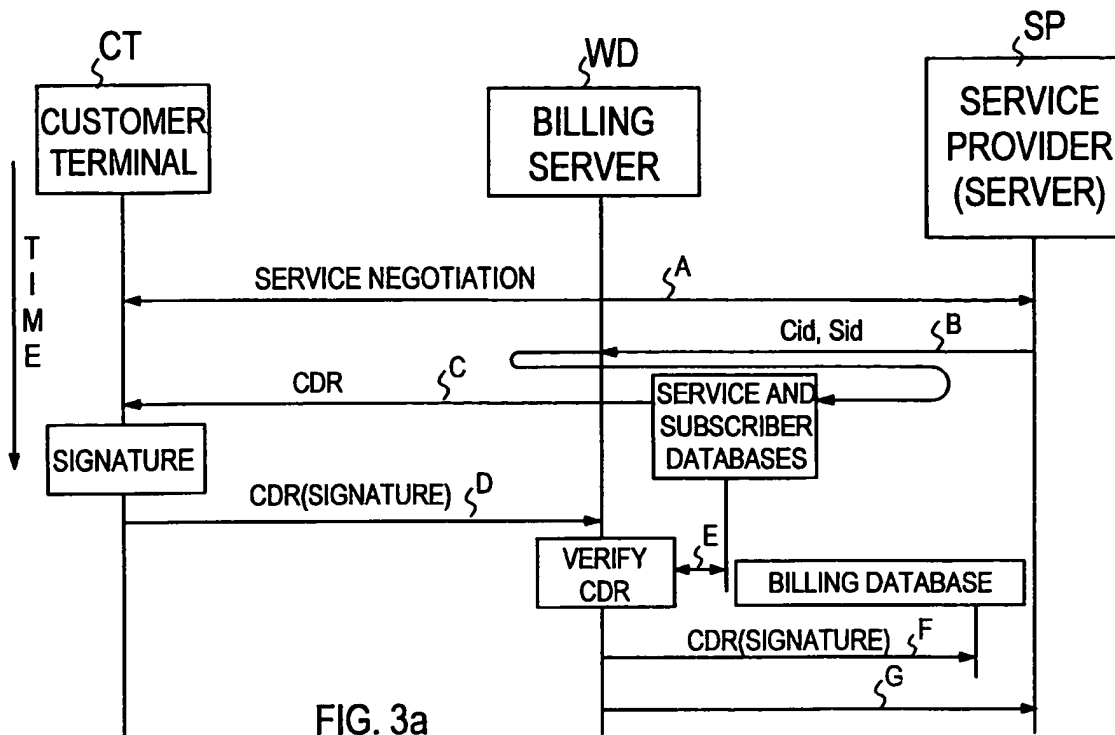 CT
WD
SP
CUSTOMER
TERMINAL
BILLING
SERVER
SERVICE
PROVIDER
(SERVER)
TIME
SERVICE NEGOTIATION
A
Cid, Sid
B
CDR
C
SERVICE AND
SUBSCRIBER
DATABASES
SIGNATURE
CDR(SIGNATURE)
D
VERIFY
CDR
E
BILLING DATABASE
CDR(SIGNATURE)
F
G
FIG. 3a